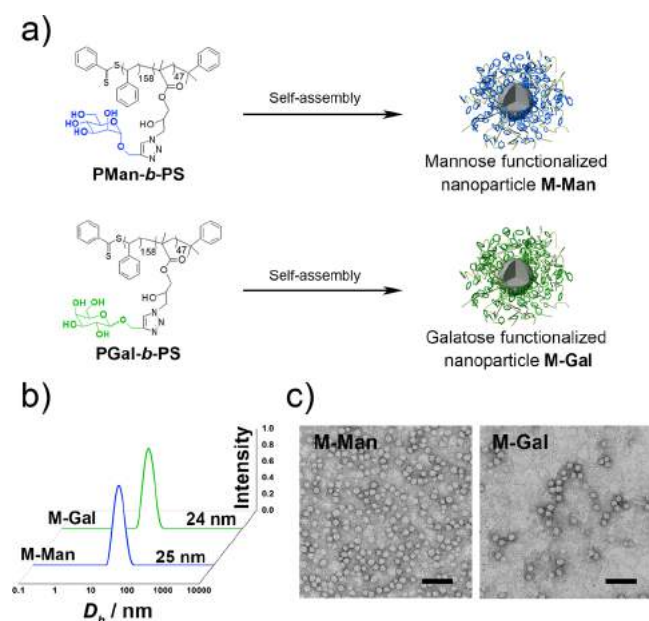 a)
S
S
158
47
O
O
HO
OH
HO
HO
HO
O
O
N
N
N
PMan-b-PS
Self-assembly
Mannose functionalized
nanoparticle M-Man
S
S
158
47
O
O
HO
OH
OH
HO
O
O
OH
N
N
N
PGal-b-PS
Self-assembly
Galatose functionalized
nanoparticle M-Gal
b)
1.0
0.8
0.6
0.4
0.2
0.0
Intensity
M-Gal
24 nm
M-Man
25 nm
0.1
1
10
100
1000
10000
Dh / nm
c)
M-Man
M-Gal